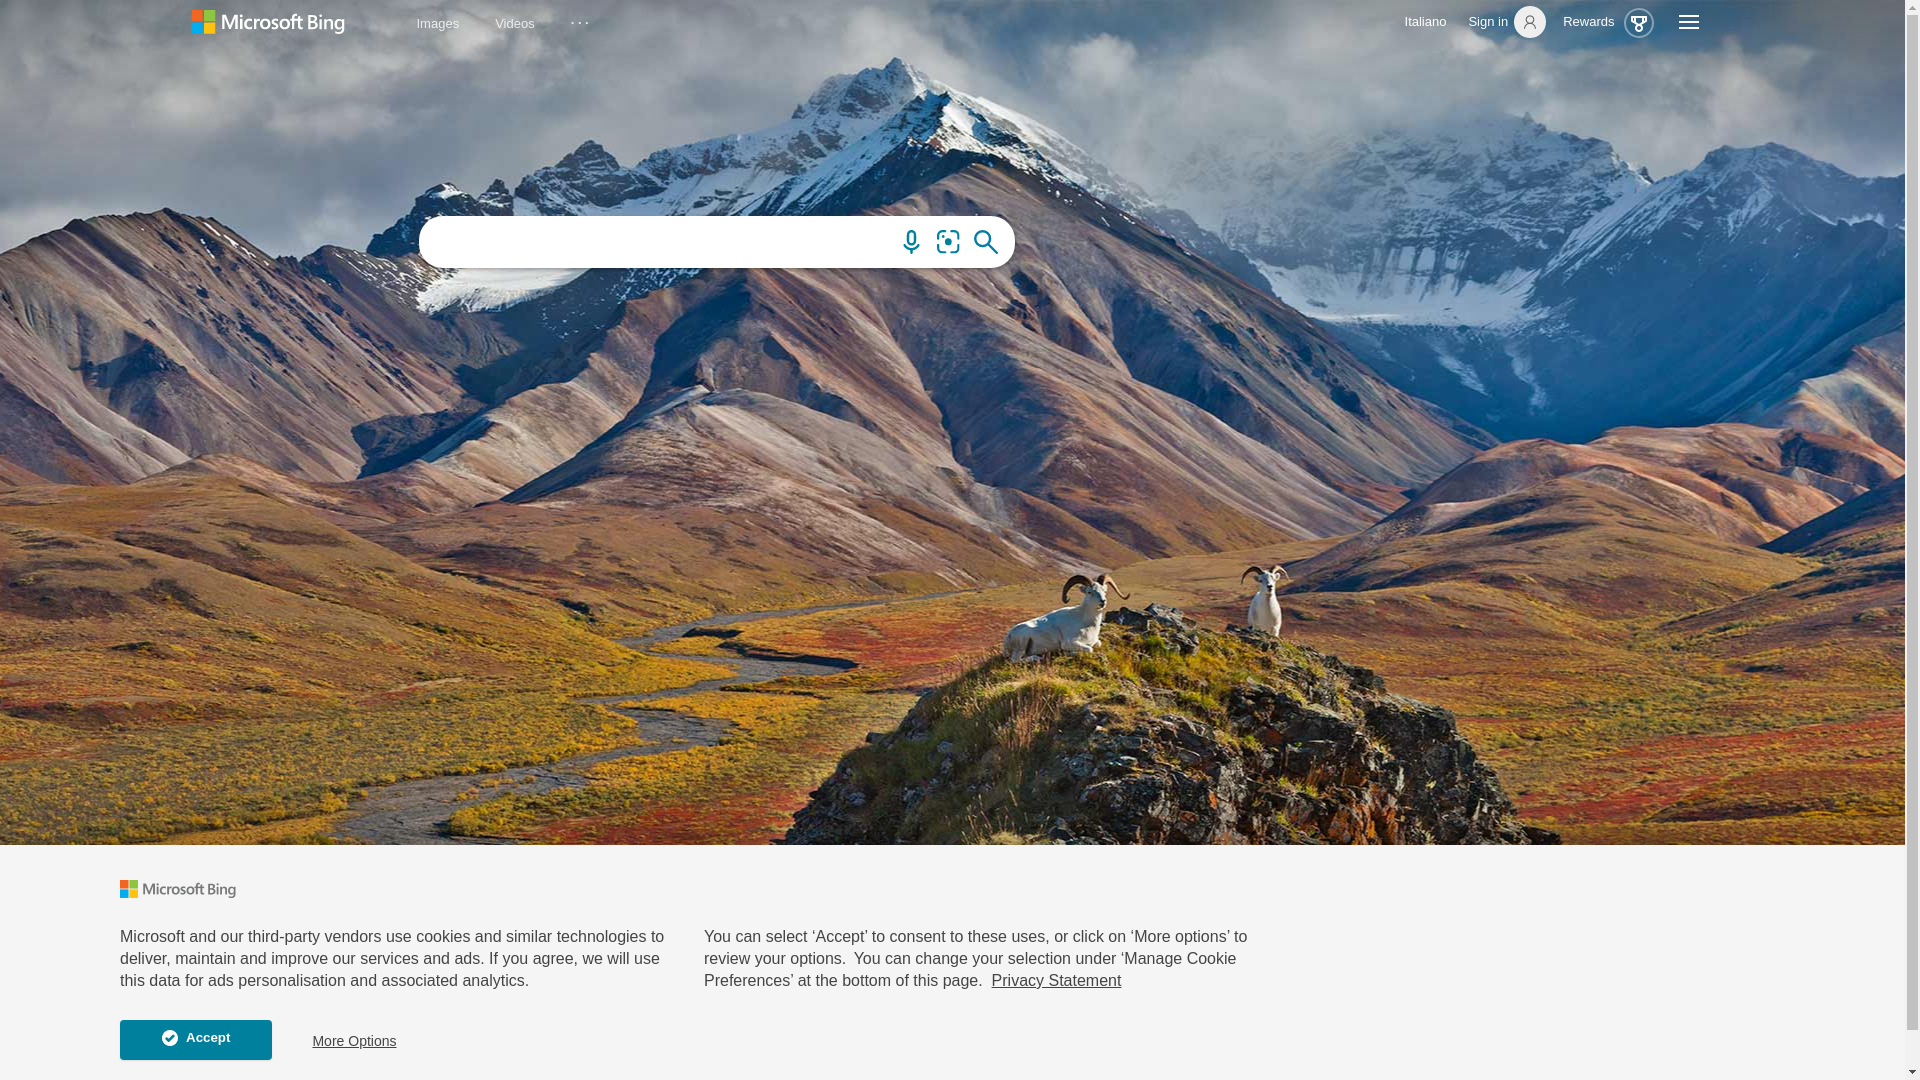 Microsoft Bing
Images
Videos
...
Italiano
Sign in
Rewards
Microsoft Bing
Microsoft and our third-party vendors use cookies and similar technologies to
deliver, maintain and improve our services and ads. If you agree, we will use
this data for ads personalisation and associated analytics.
You can select ‘Accept’ to consent to these uses, or click on ‘More options’ to
review your options.  You can change your selection under ‘Manage Cookie
Preferences’ at the bottom of this page.  Privacy Statement
Accept
More Options